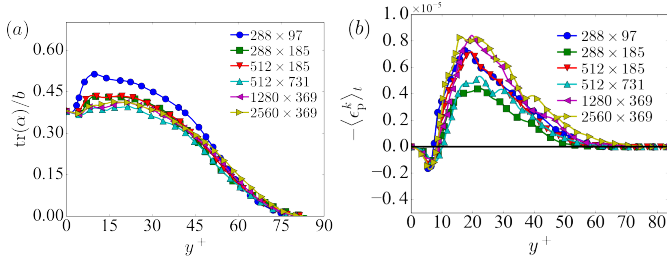 (a)
tr(α)/b
0.60
0.45
0.30
0.15
0.00
0 15 30 45 60 75 90
y⁺
288 × 97
288 × 185
512 × 185
512 × 731
1280 × 369
2560 × 369
(b)
×10⁻⁵
−⟨ϵₚᵏ⟩ₜ
1.0
0.8
0.6
0.4
0.2
0.0
−0.2
−0.4
−0.6
0 10 20 30 40 50 60 70 80
y⁺
288 × 97
288 × 185
512 × 185
512 × 731
1280 × 369
2560 × 369